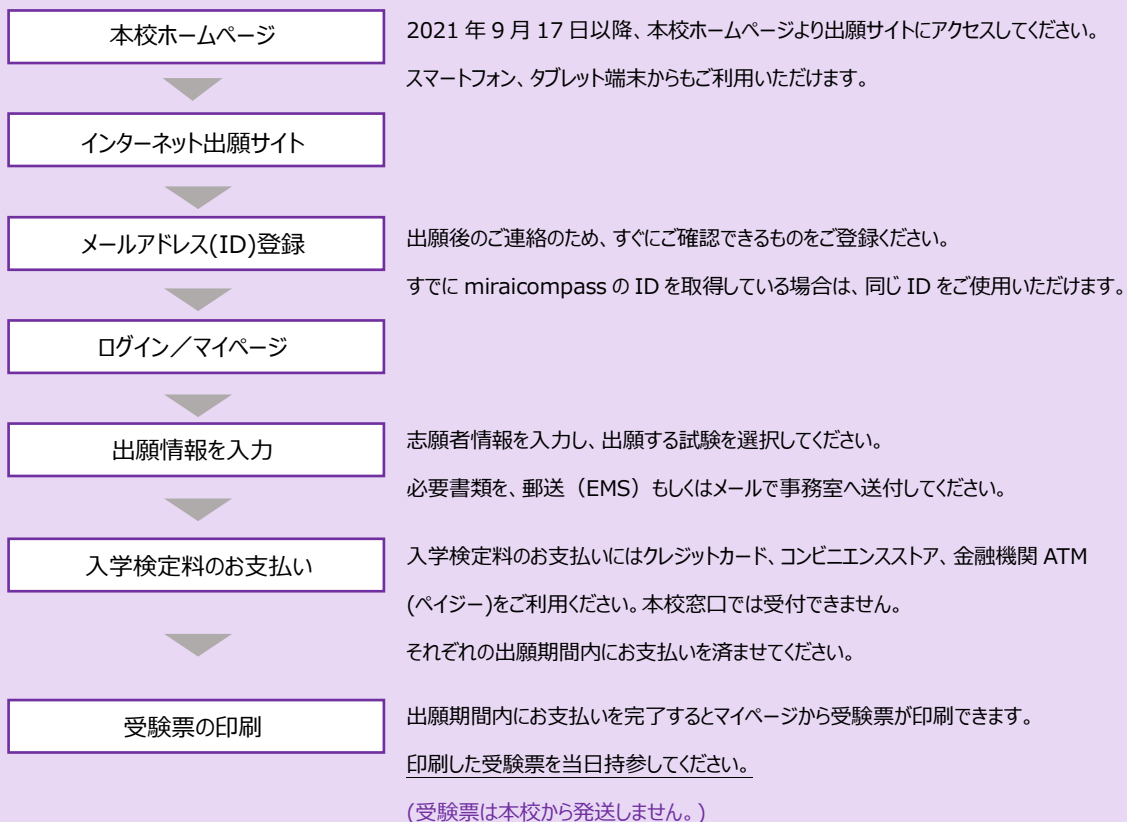 本校ホームページ
2021 年 9 月 17 日以降、本校ホームページより出願サイトにアクセスしてください。
スマートフォン、タブレット端末からもご利用いただけます。
インターネット出願サイト
メールアドレス(ID)登録
出願後のご連絡のため、すぐにご確認できるものをご登録ください。
すでに miraicompass の ID を取得している場合は、同じ ID をご使用いただけます。
ログイン／マイページ
出願情報を入力
志願者情報を入力し、出願する試験を選択してください。
必要書類を、郵送（EMS）もしくはメールで事務室へ送付してください。
入学検定料のお支払い
入学検定料のお支払いにはクレジットカード、コンビニエンスストア、金融機関 ATM
(ペイジー)をご利用ください。本校窓口では受付できません。
それぞれの出願期間内にお支払いを済ませてください。
受験票の印刷
出願期間内にお支払いを完了するとマイページから受験票が印刷できます。
印刷した受験票を当日持参してください。
(受験票は本校から発送しません。)